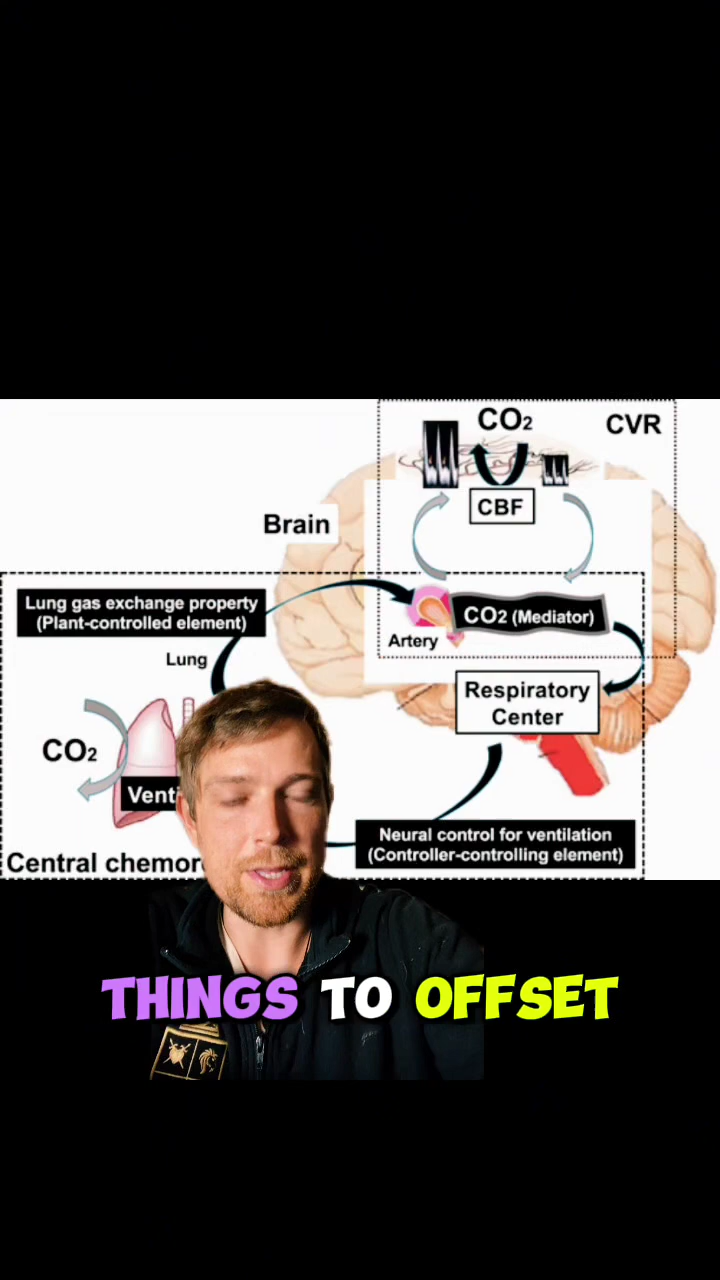 CO₂
CVR
CBF
Brain
Lung gas exchange property
(Plant-controlled element)
CO₂ (Mediator)
Artery
Lung
Respiratory
Center
CO₂
Neural control for ventilation
(Controller-controlling element)
Central
THINGS TO OFFSET